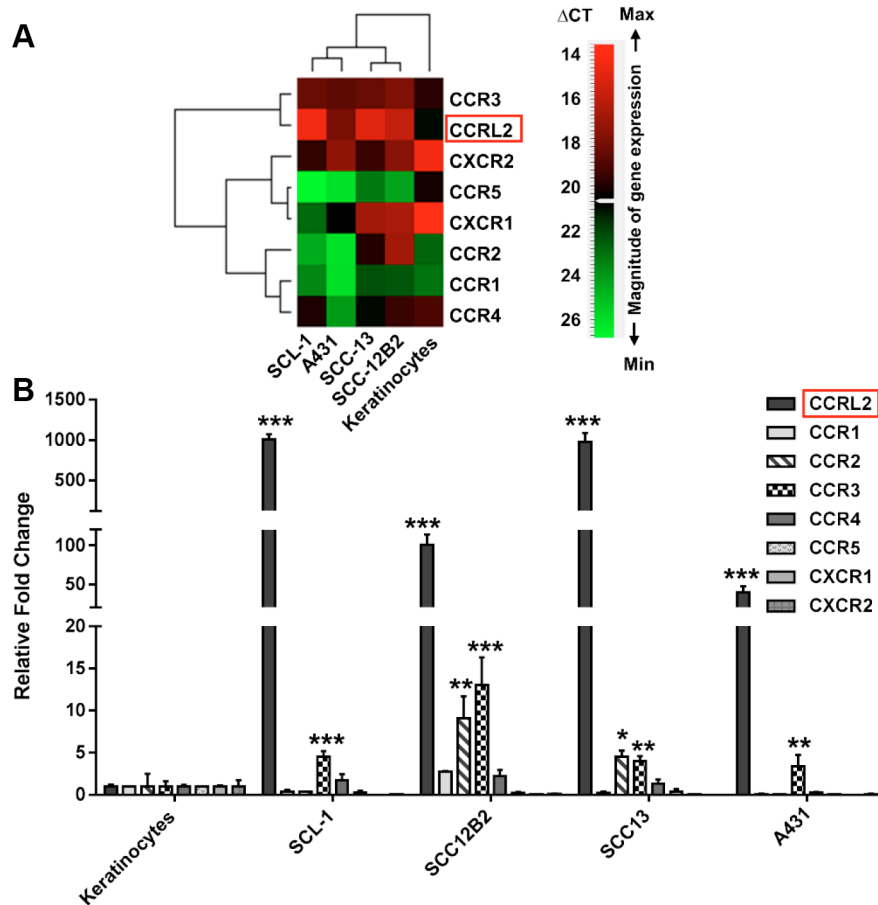 A
ΔCT
Max
14
16
18
20
22
24
26
Magnitude of gene expression
Min
CCR3
CCRL2
CXCR2
CCR5
CXCR1
CCR2
CCR1
CCR4
SCL-1
A431
SCC-13
SCC-12B2
Keratinocytes
B
Relative Fold Change
1500
1000
500
100
50
20
15
10
5
0
***
***
***
**
***
***
*
**
***
**
Keratinocytes
SCL-1
SCC12B2
SCC13
A431
CCRL2
CCR1
CCR2
CCR3
CCR4
CCR5
CXCR1
CXCR2